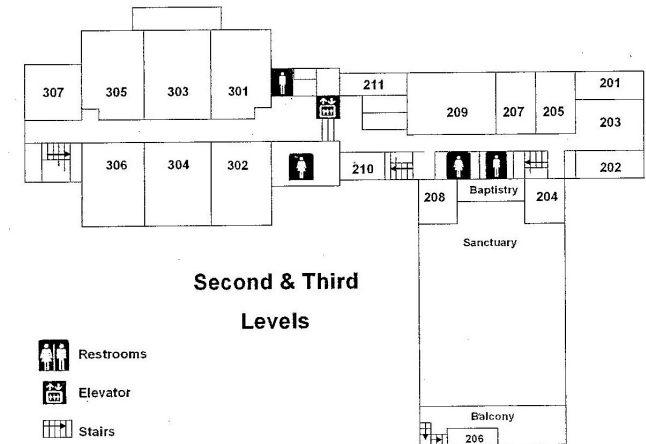 307
305
303
301
211
209
207
205
201
203
306
304
302
210
202
208
Baptistry
204
Sanctuary
Second & Third
Levels
Restrooms
Elevator
Stairs
Balcony
206